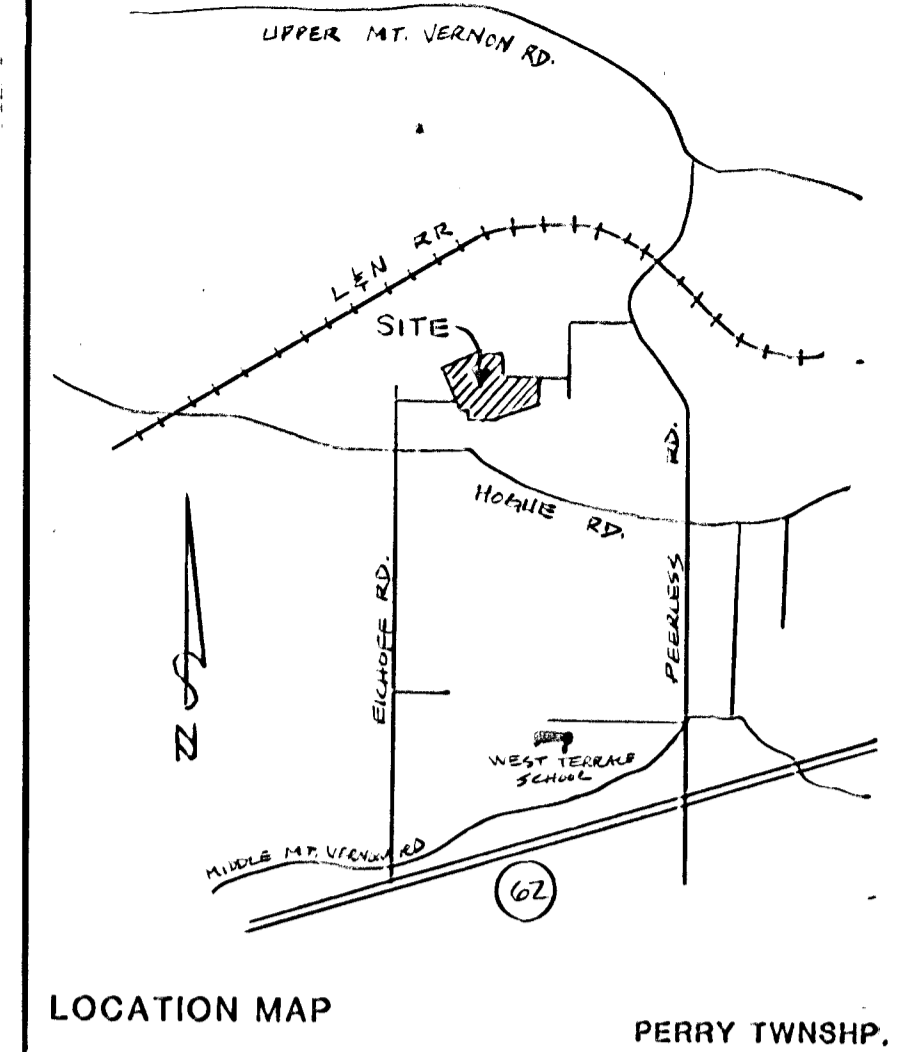 UPPER MT. VERNON RD.
L&N RR
SITE
HOGUE RD.
PEERLESS RD.
EICHOFF RD.
N
WEST TERRACE
SCHOOL
MIDDLE MT. VERNON RD
62
LOCATION MAP
PERRY TWNSHP.